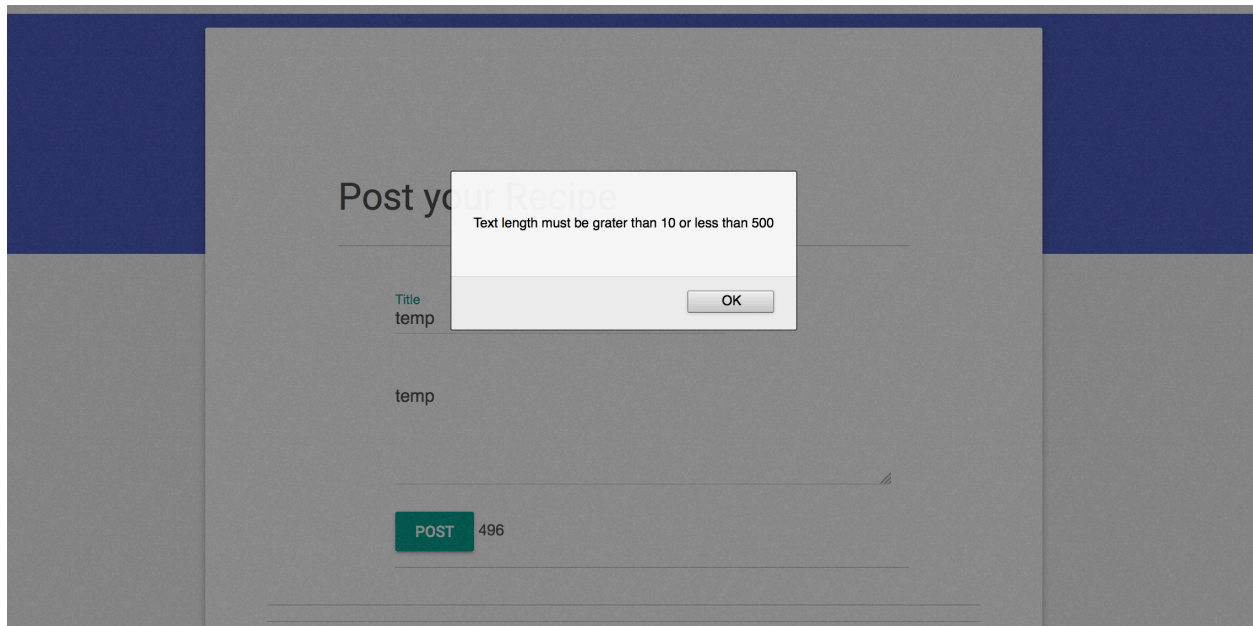 Post your Recipe
Text length must be grater than 10 or less than 500
OK
Title
temp
temp
POST 496